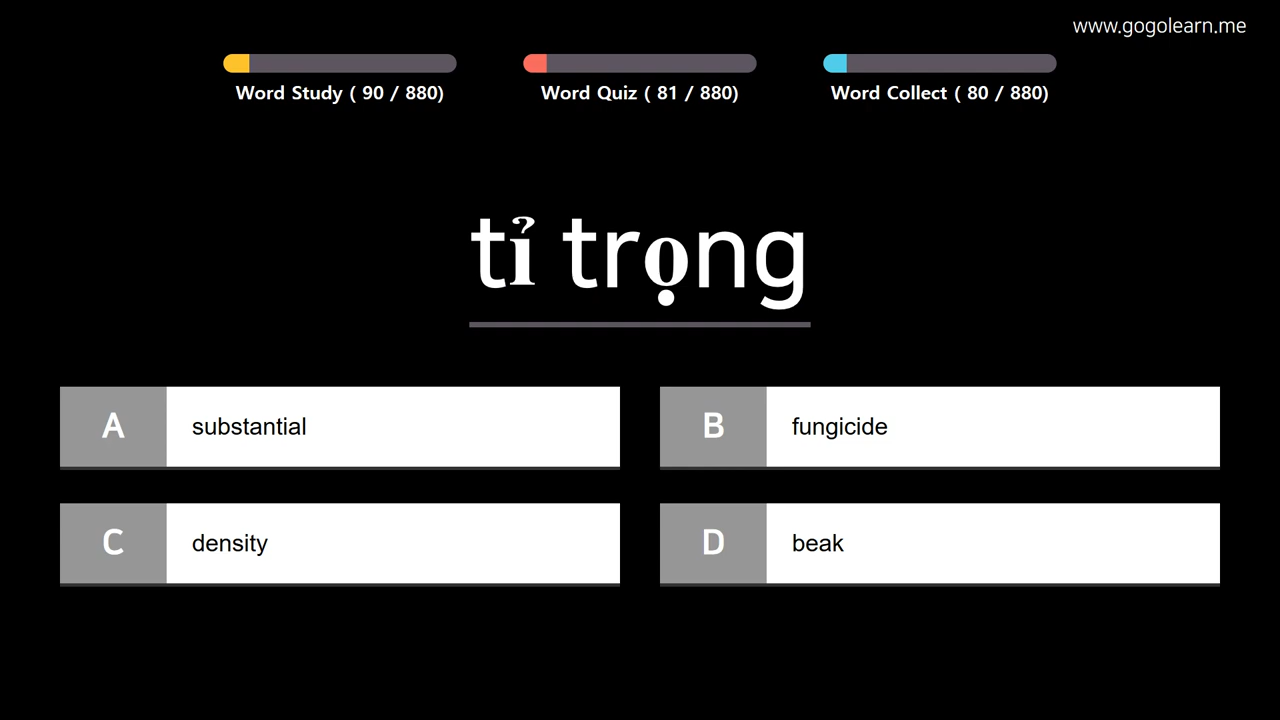 www.gogolearn.me
Word Study ( 90 / 880)
Word Quiz ( 81 / 880)
Word Collect ( 80 / 880)
tỉ trọng
A substantial
B fungicide
C density
D beak